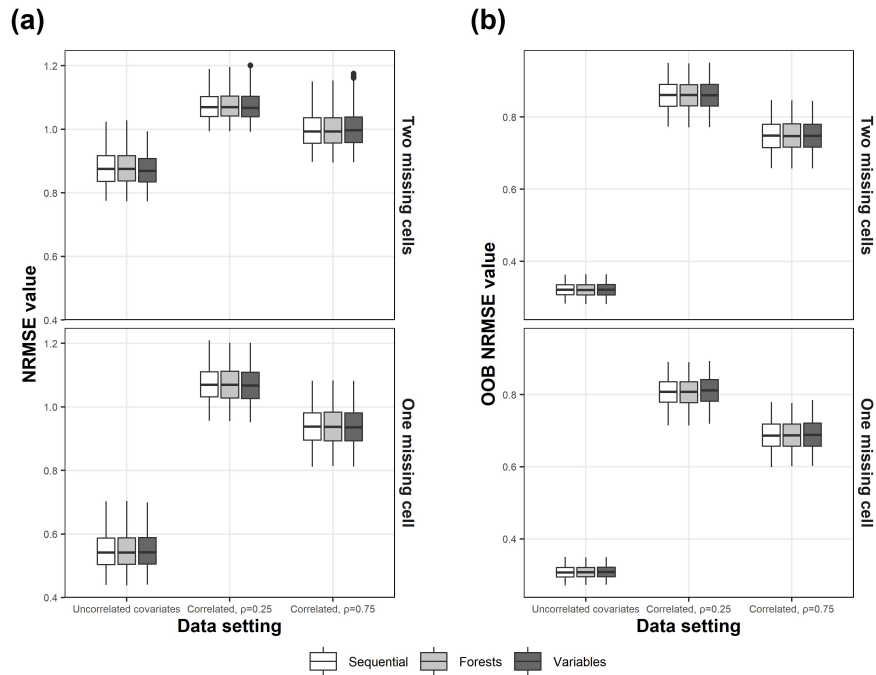 (a)
NRMSE value
1.2
1.0
0.8
0.6
0.4
Two missing cells
1.2
1.0
0.8
0.6
0.4
One missing cell
Uncorrelated covariates
Correlated, ρ=0.25
Correlated, ρ=0.75
Data setting
(b)
OOB NRMSE value
0.8
0.6
0.4
Two missing cells
0.8
0.6
0.4
One missing cell
Uncorrelated covariates
Correlated, ρ=0.25
Correlated, ρ=0.75
Data setting
Sequential
Forests
Variables